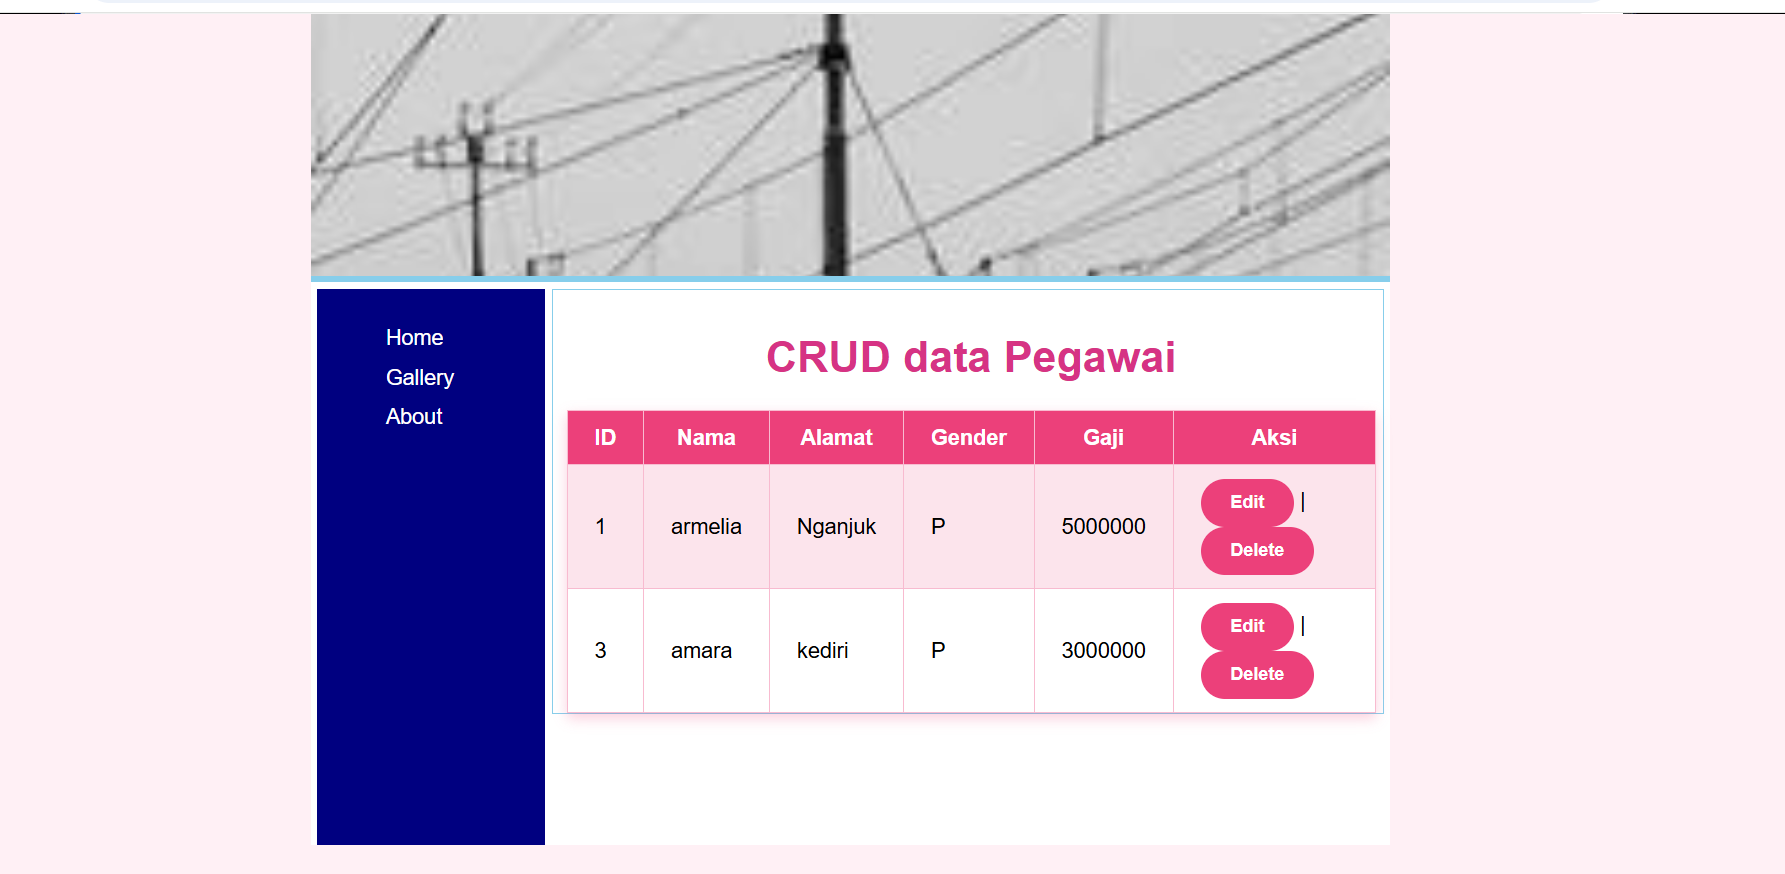 Home
Gallery
About
CRUD data Pegawai
ID Nama Alamat Gender Gaji Aksi
1 armelia Nganjuk P 5000000 Edit |
Delete
3 amara kediri P 3000000 Edit |
Delete